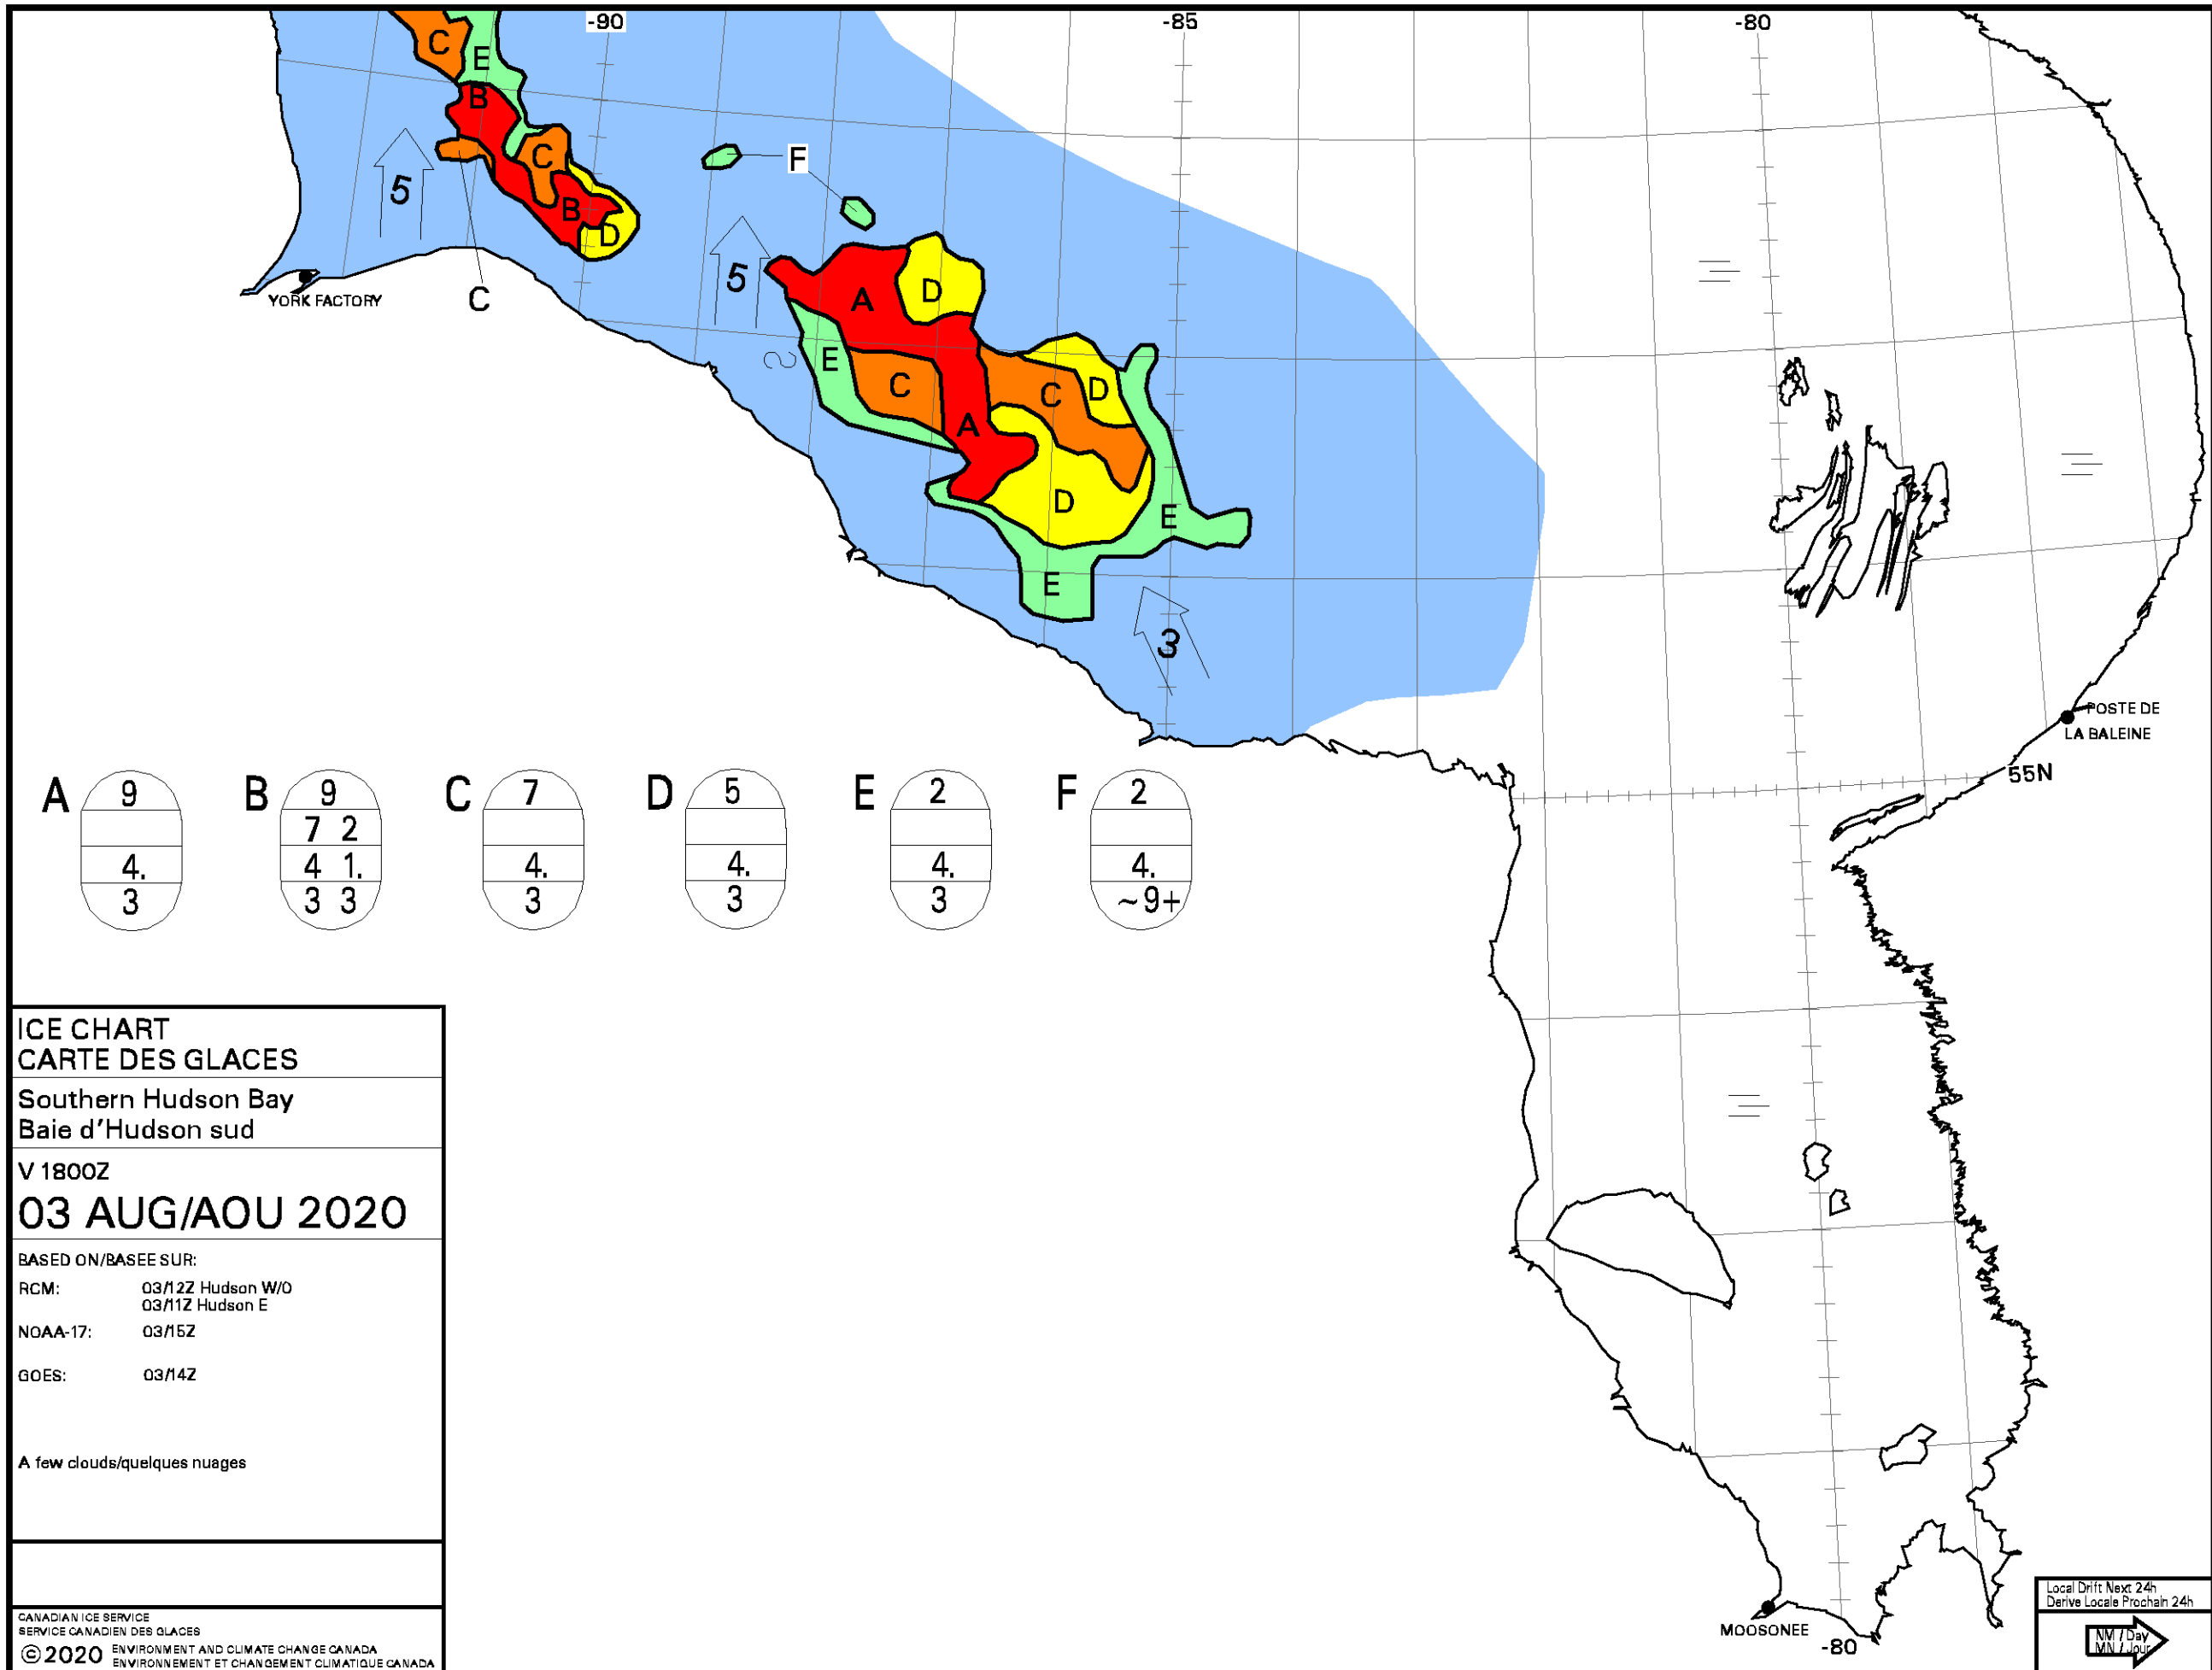 -90
-85
-80
C
E
B
C
F
5
B
D
5
YORK FACTORY
C
A
D
E
C
C
D
A
D
E
E
3
POSTE DE
LA BALEINE
55N
A
9
4.
3
B
9
7 2
4 1.
3 3
C
7
4.
3
D
5
4.
3
E
2
4.
3
F
2
4.
~9+
ICE CHART
CARTE DES GLACES
Southern Hudson Bay
Baie d'Hudson sud
V 1800Z
03 AUG/AOU 2020
BASED ON/BASEE SUR:
RCM: 03/12Z Hudson W/O
03/11Z Hudson E
NOAA-17: 03/15Z
GOES: 03/14Z
A few clouds/quelques nuages
CANADIAN ICE SERVICE
SERVICE CANADIEN DES GLACES
©2020 ENVIRONMENT AND CLIMATE CHANGE CANADA
ENVIRONNEMENT ET CHANGEMENT CLIMATIQUE CANADA
MOOSONEE
-80
Local Drift Next 24h
Derive Locale Prochain 24h
NM / Day
MN / Jour